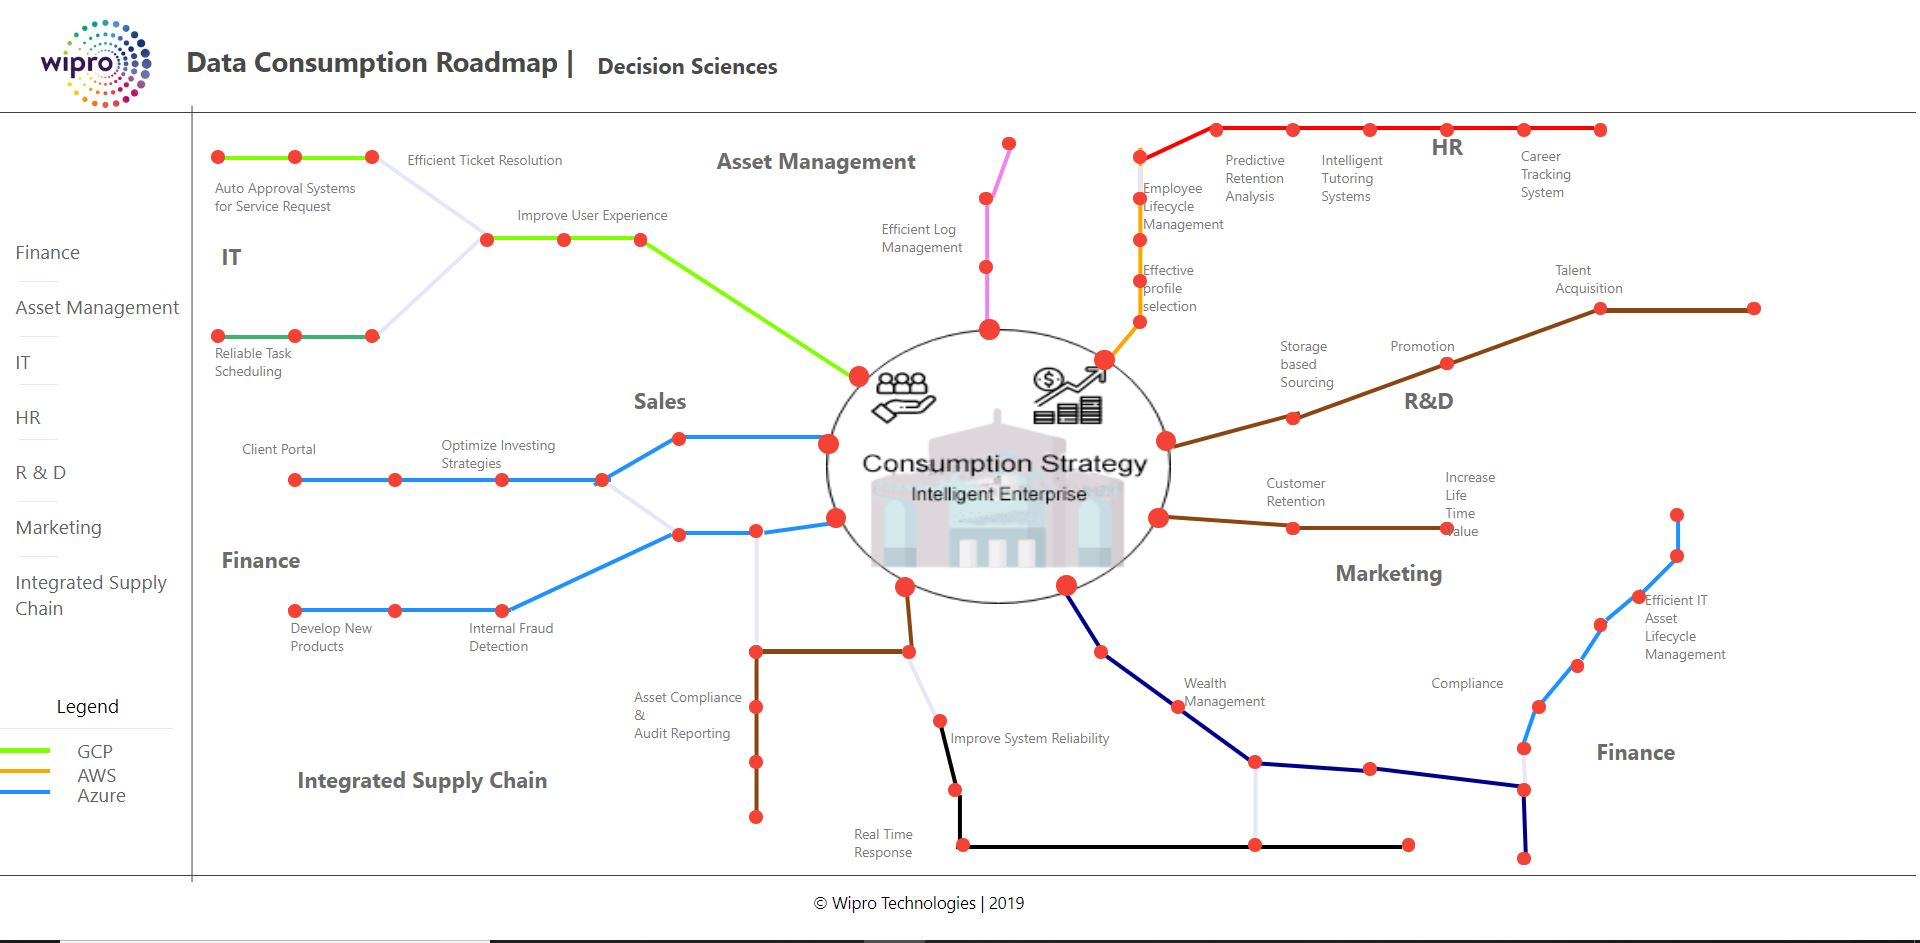 wipro
Data Consumption Roadmap |
Decision Sciences
Finance
Asset Management
IT
HR
R & D
Marketing
Integrated Supply
Chain
Legend
GCP
AWS
Azure
Efficient Ticket Resolution
Auto Approval Systems
for Service Request
Improve User Experience
IT
Reliable Task
Scheduling
Asset Management
Efficient Log
Management
HR
Predictive
Retention
Analysis
Intelligent
Tutoring
Systems
Career
Tracking
System
Employee
Lifecycle
Management
Effective
profile
selection
Talent
Acquisition
Storage
based
Sourcing
Promotion
R&D
Sales
Client Portal
Optimize Investing
Strategies
Consumption Strategy
Intelligent Enterprise
Customer
Retention
Increase
Life
Time
Value
Marketing
Finance
Develop New
Products
Internal Fraud
Detection
Efficient IT
Asset
Lifecycle
Management
Compliance
Finance
Wealth
Management
Asset Compliance
&
Audit Reporting
Improve System Reliability
Integrated Supply Chain
Real Time
Response
© Wipro Technologies | 2019